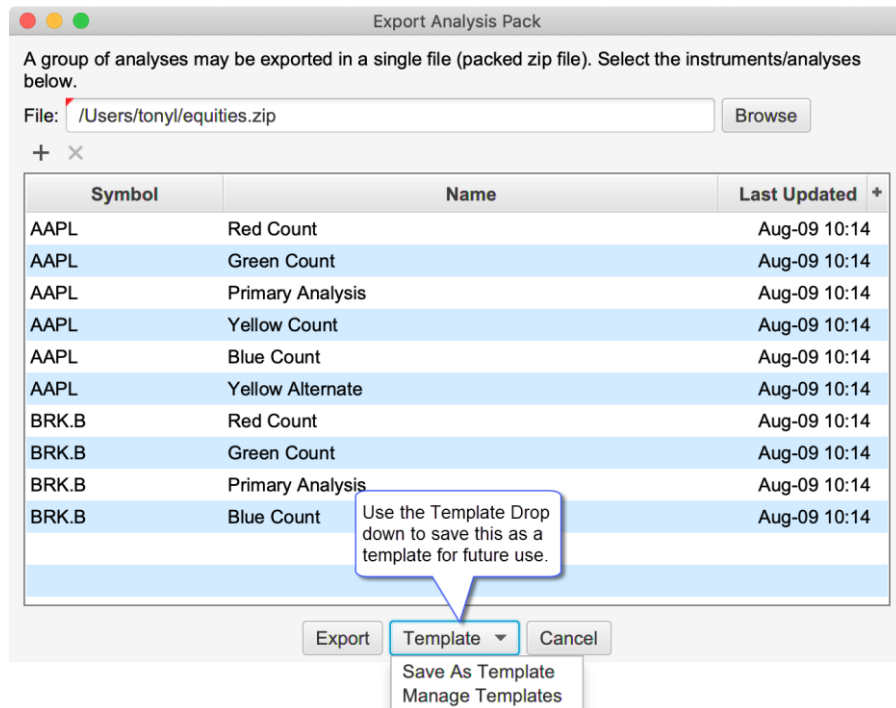 Export Analysis Pack
A group of analyses may be exported in a single file (packed zip file). Select the instruments/analyses
below.
File: /Users/tonyl/equities.zip Browse
+ ×
Symbol Name Last Updated +
AAPL Red Count Aug-09 10:14
AAPL Green Count Aug-09 10:14
AAPL Primary Analysis Aug-09 10:14
AAPL Yellow Count Aug-09 10:14
AAPL Blue Count Aug-09 10:14
AAPL Yellow Alternate Aug-09 10:14
BRK.B Red Count Aug-09 10:14
BRK.B Green Count Aug-09 10:14
BRK.B Primary Analysis Aug-09 10:14
BRK.B Blue Count Aug-09 10:14
Use the Template Drop
down to save this as a
template for future use.
Export Template Cancel
Save As Template
Manage Templates